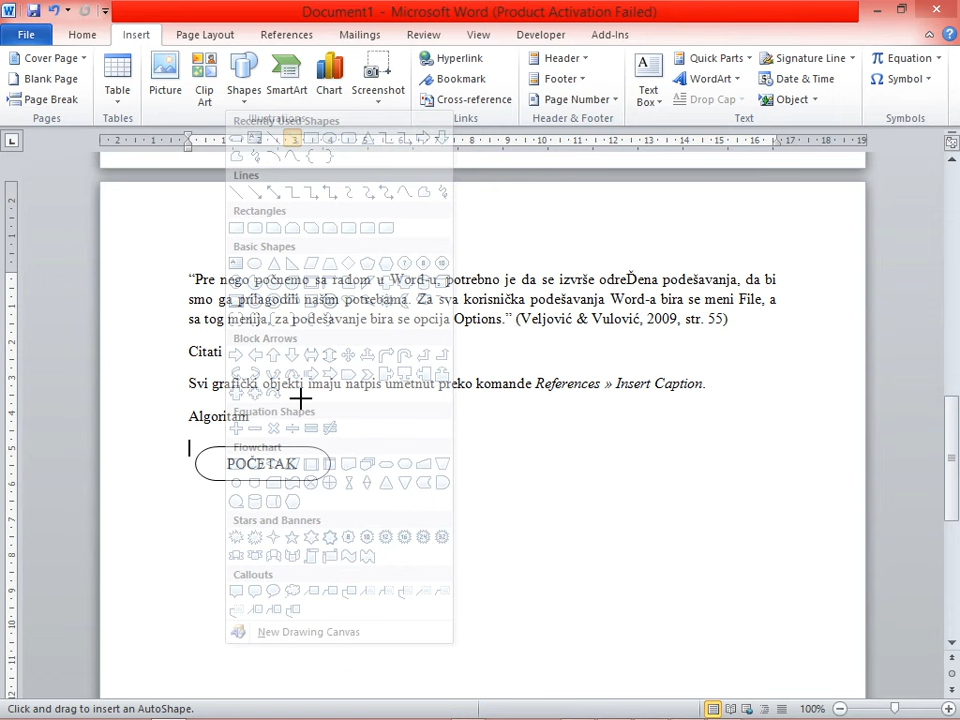 Document1 - Microsoft Word (Product Activation Failed)
File Home Insert Page Layout References Mailings Review View Developer Add-Ins
Cover Page
Blank Page
Page Break
Pages
Table
Tables
Picture
Clip
Art
Shapes
SmartArt
Chart
Screenshot
Illustrations
Hyperlink
Bookmark
Cross-reference
Links
Header
Footer
Page Number
Header & Footer
Text
Box
Quick Parts
WordArt
Drop Cap
Signature Line
Date & Time
Object
Text
Equation
Symbol
Symbols
Recently Used Shapes
Lines
Rectangles
Basic Shapes
Block Arrows
Equation Shapes
Flowchart
Stars and Banners
Callouts
New Drawing Canvas
“Pre nego počnemo sa radom u Word-u, potrebno je da se izvrše odreĐena podešavanja, da bi
smo ga prilagodili našim potrebama. Za sva korisnička podešavanja Word-a bira se meni File, a
sa tog menija, za podešavanje bira se opcija Options.” (Veljović & Vulović, 2009, str. 55)
Citati
Svi grafički objekti imaju natpis umetnut preko komande References » Insert Caption.
Algoritam
POČETAK
Click and drag to insert an AutoShape.
100%